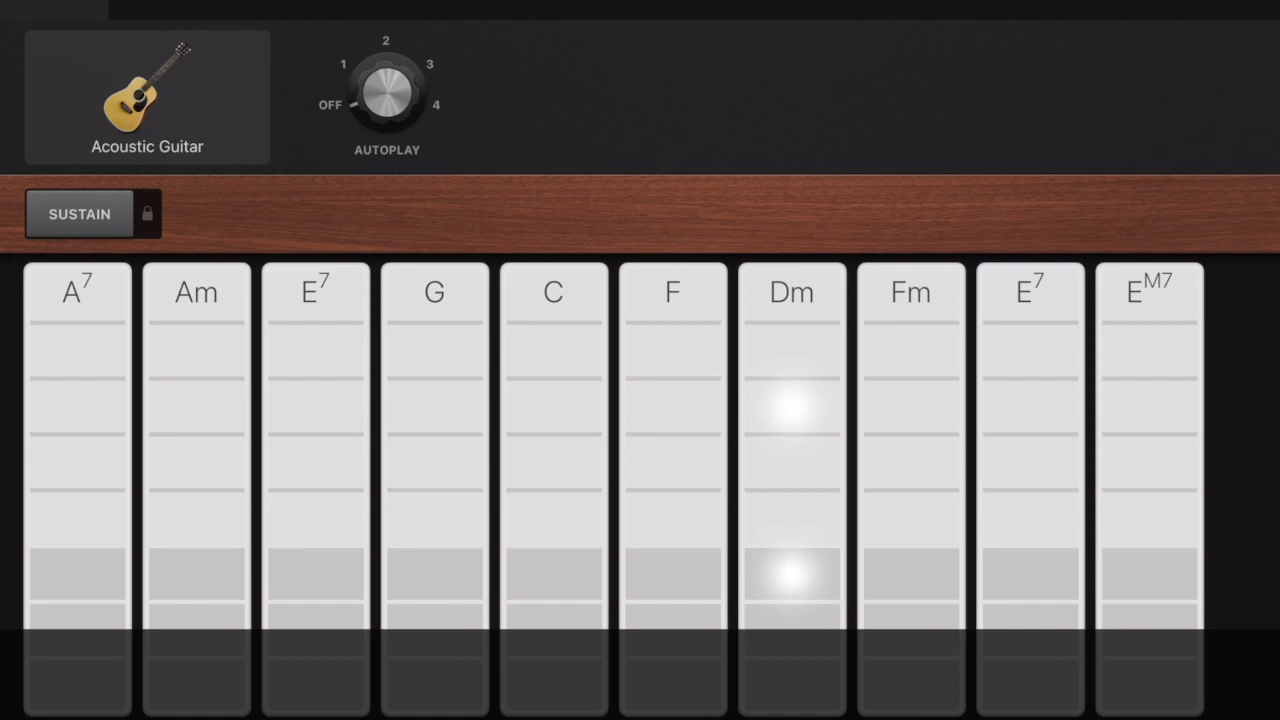 2
1
3
OFF
4
Acoustic Guitar
AUTOPLAY
SUSTAIN
A7 Am E7 G C F Dm Fm E7 EM7